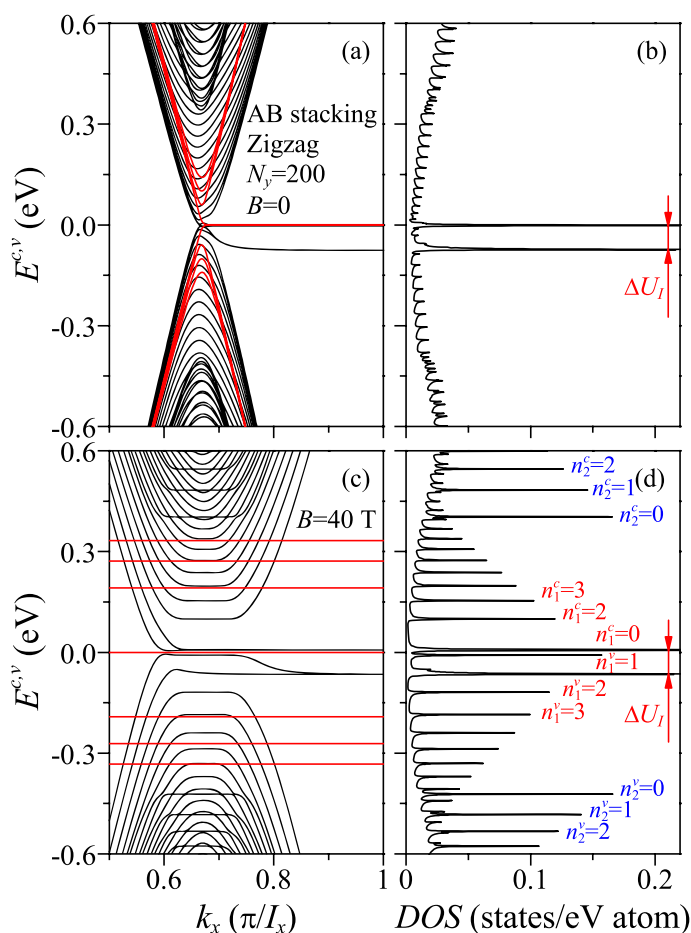 (a)
AB stacking
Zigzag
N_y=200
B=0
0.6
0.3
0.0
-0.3
-0.6
E^{c,v} (eV)
(b)
ΔU_I
(c)
B=40 T
0.6
0.3
0.0
-0.3
-0.6
E^{c,v} (eV)
0.6
0.8
1
k_x (π/I_x)
(d)
n_2^c=2
n_2^c=1
n_2^c=0
n_1^c=3
n_1^c=2
n_1^c=0
n_1^v=1
n_1^v=2
n_1^v=3
ΔU_I
n_2^v=0
n_2^v=1
n_2^v=2
0
0.1
0.2
DOS (states/eV atom)